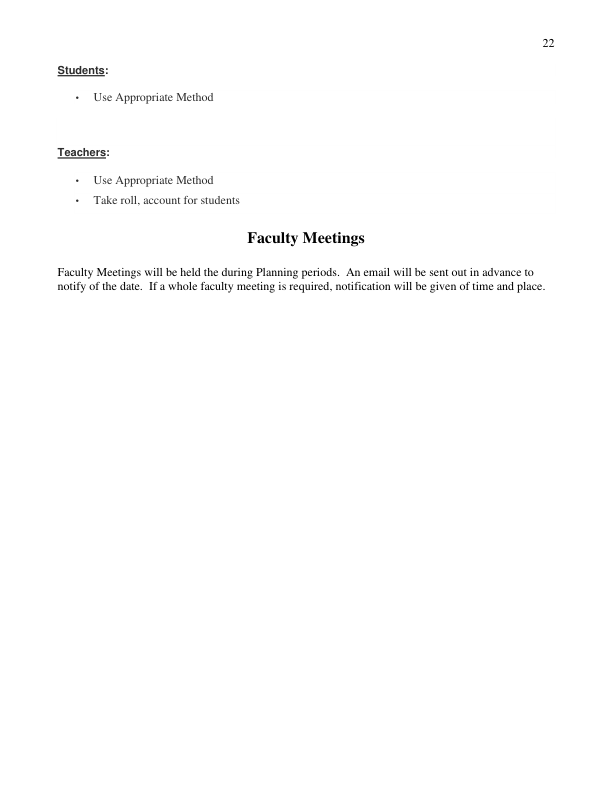 22
Students:
• Use Appropriate Method
Teachers:
• Use Appropriate Method
• Take roll, account for students
Faculty Meetings
Faculty Meetings will be held the during Planning periods.  An email will be sent out in advance to
notify of the date.  If a whole faculty meeting is required, notification will be given of time and place.